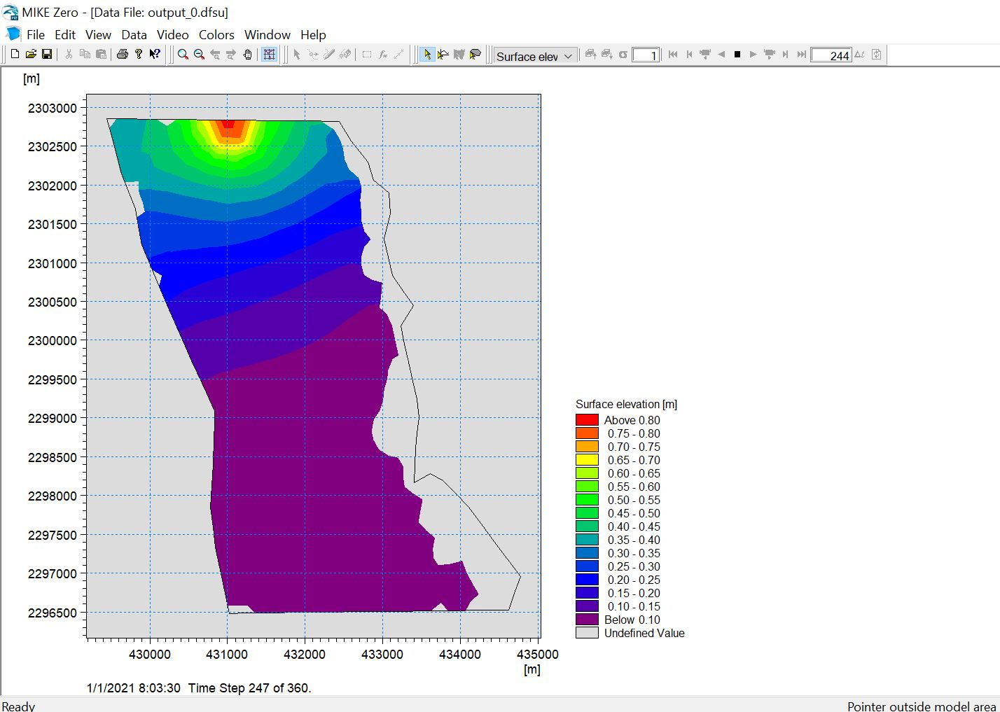 MIKE Zero - [Data File: output_0.dfsu]
File Edit View Data Video Colors Window Help
Surface elev 1 244 Δt
[m]
2303000
2302500
2302000
2301500
2301000
2300500
2300000
2299500
2299000
2298500
2298000
2297500
2297000
2296500
430000 431000 432000 433000 434000 435000
[m]
Surface elevation [m]
Above 0.80
0.75 - 0.80
0.70 - 0.75
0.65 - 0.70
0.60 - 0.65
0.55 - 0.60
0.50 - 0.55
0.45 - 0.50
0.40 - 0.45
0.35 - 0.40
0.30 - 0.35
0.25 - 0.30
0.20 - 0.25
0.15 - 0.20
0.10 - 0.15
Below 0.10
Undefined Value
1/1/2021 8:03:30 Time Step 247 of 360.
Ready Pointer outside model area